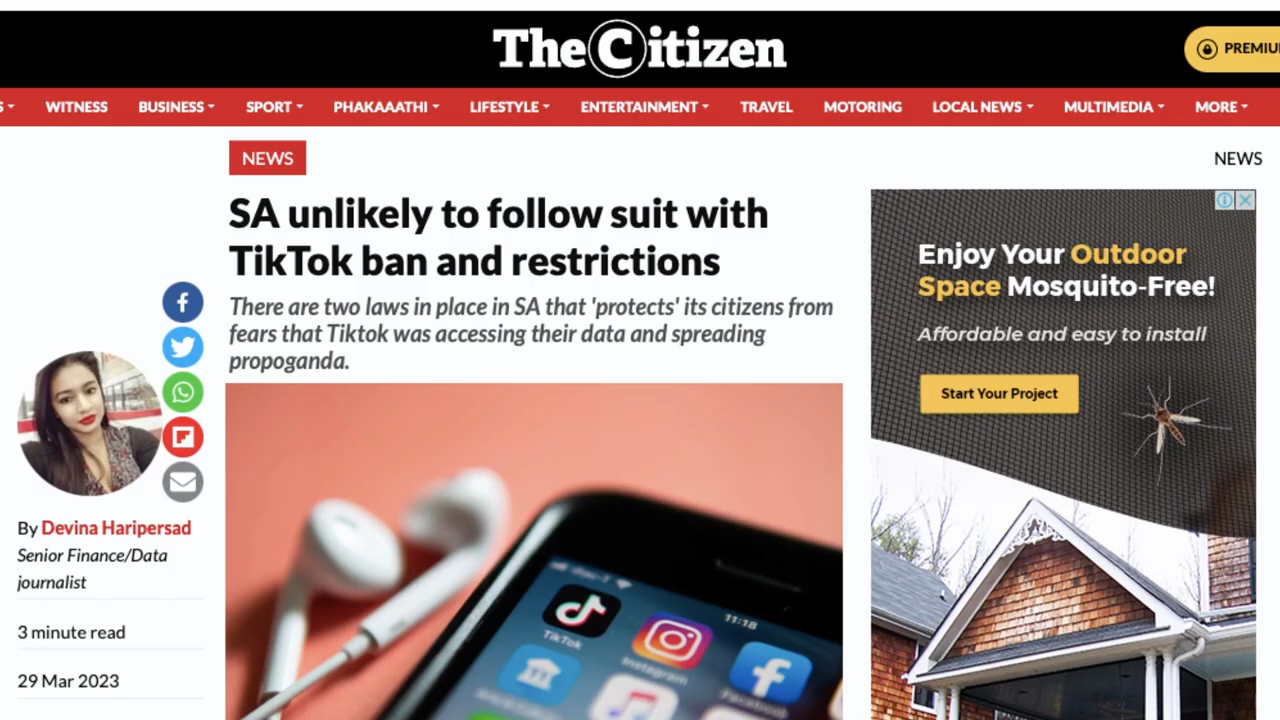 The Citizen
PREMIU
S
WITNESS
BUSINESS
SPORT
PHAKAAATHI
LIFESTYLE
ENTERTAINMENT
TRAVEL
MOTORING
LOCAL NEWS
MULTIMEDIA
MORE
NEWS
NEWS
SA unlikely to follow suit with
TikTok ban and restrictions
There are two laws in place in SA that 'protects' its citizens from
fears that Tiktok was accessing their data and spreading
propoganda.
By Devina Haripersad
Senior Finance/Data
journalist
3 minute read
29 Mar 2023
Enjoy Your Outdoor
Space Mosquito-Free!
Affordable and easy to install
Start Your Project
11:18
TikTok
Instagram
Facebook